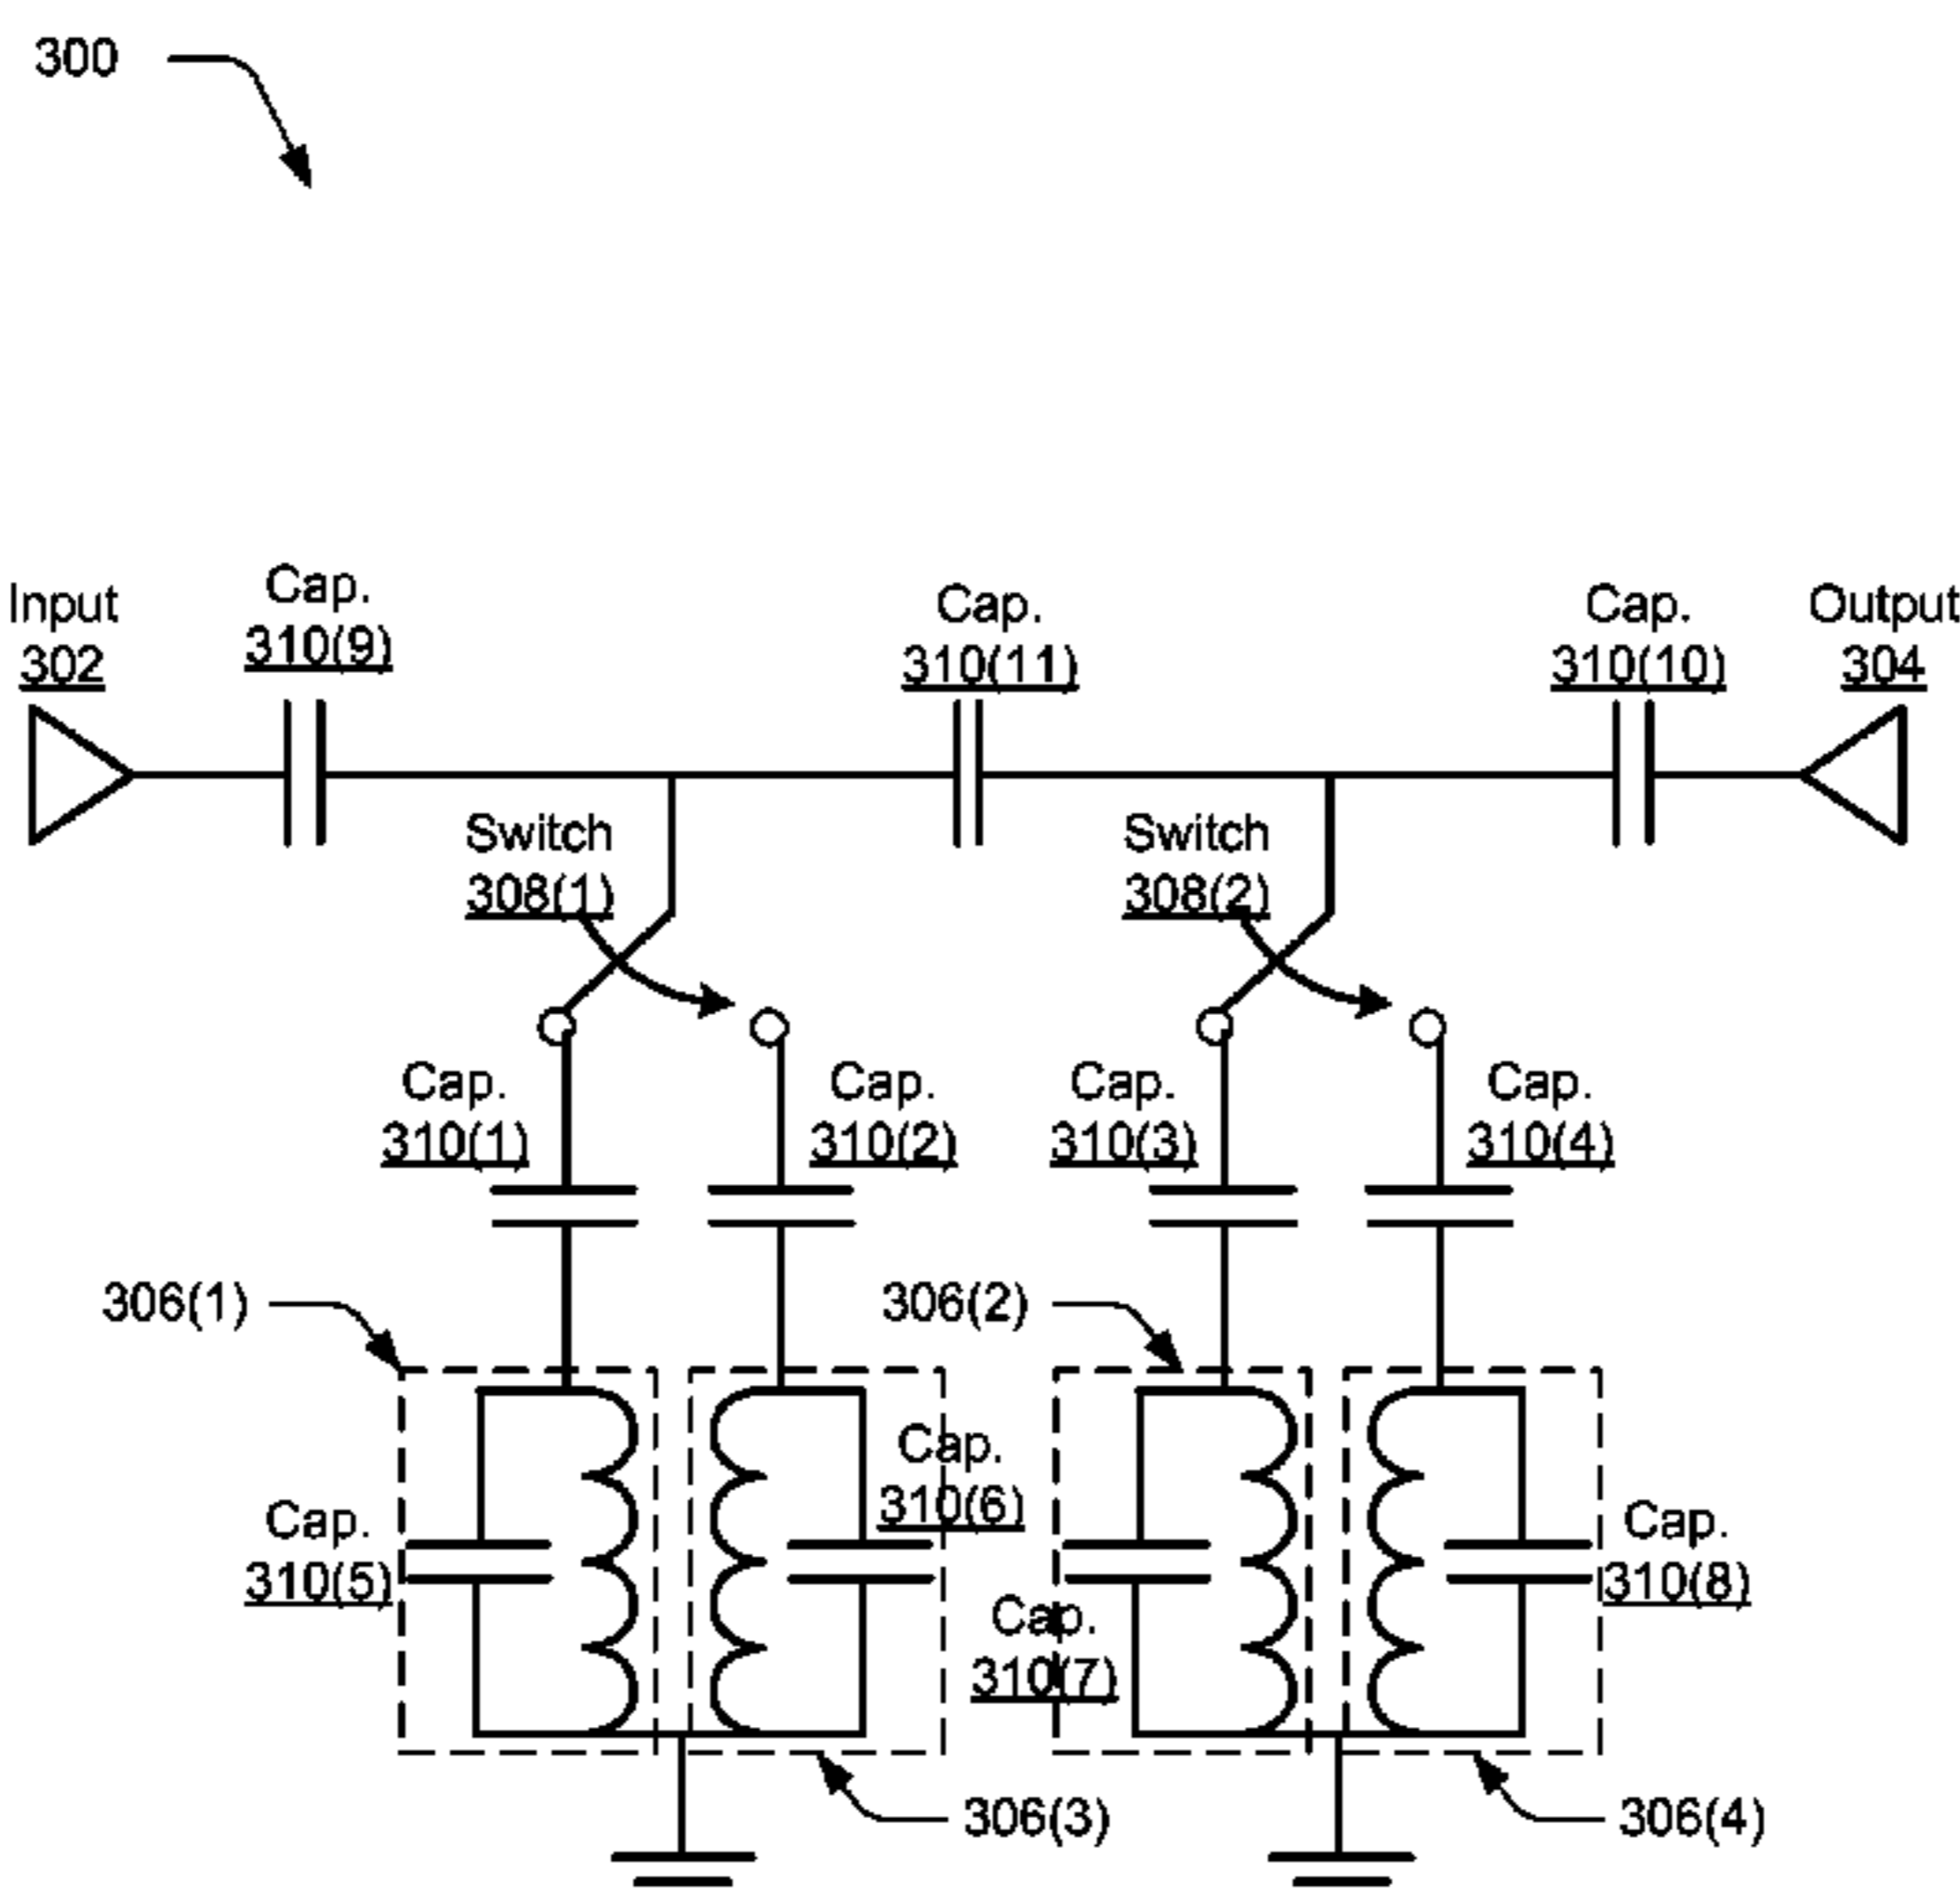 300
Input
302
Cap.
310(9)
Cap.
310(11)
Cap.
310(10)
Output
304
Switch
308(1)
Switch
308(2)
Cap.
310(1)
Cap.
310(2)
Cap.
310(3)
Cap.
310(4)
306(1)
306(2)
Cap.
310(5)
Cap.
310(6)
Cap.
310(7)
Cap.
310(8)
306(3)
306(4)